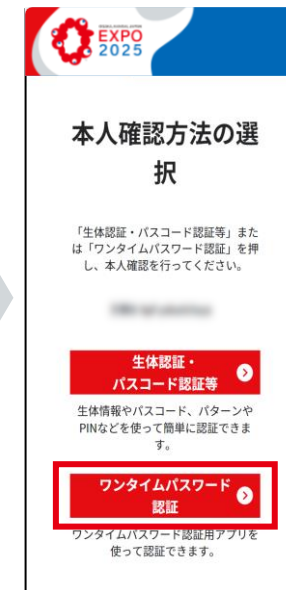 EXPO
2025
本人確認方法の選
択
「生体認証・パスコード認証等」また
は「ワンタイムパスワード認証」を押
し、本人確認を行ってください。
生体認証・
パスコード認証等
生体情報やパスコード、パターンや
PINなどを使って簡単に認証できま
す。
ワンタイムパスワード
認証
ワンタイムパスワード認証用アプリを
使って認証できます。